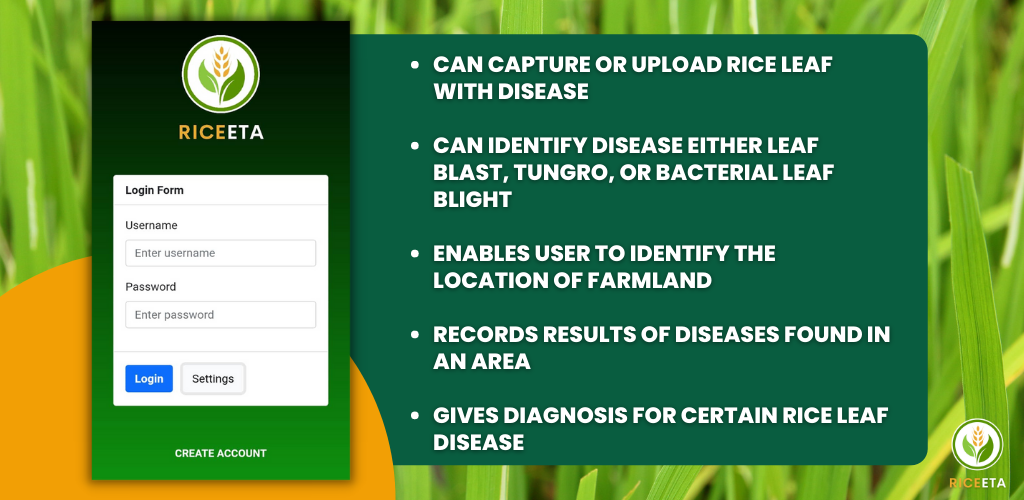 RICEETA
Login Form
Username
Enter username
Password
Enter password
Login
Settings
CREATE ACCOUNT
• CAN CAPTURE OR UPLOAD RICE LEAF
WITH DISEASE
• CAN IDENTIFY DISEASE EITHER LEAF
BLAST, TUNGRO, OR BACTERIAL LEAF
BLIGHT
• ENABLES USER TO IDENTIFY THE
LOCATION OF FARMLAND
• RECORDS RESULTS OF DISEASES FOUND IN
AN AREA
• GIVES DIAGNOSIS FOR CERTAIN RICE LEAF
DISEASE
RICEETA